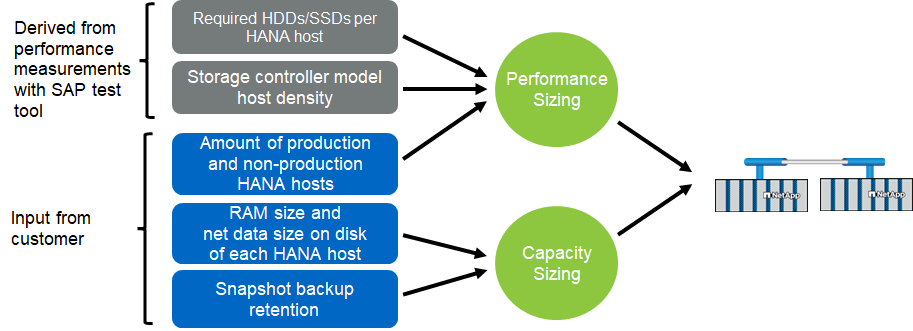 Derived from
performance
measurements
with SAP test
tool
Required HDDs/SSDs per
HANA host
Storage controller model
host density
Amount of production
and non-production
HANA hosts
Input from
customer
RAM size and
net data size on disk
of each HANA host
Snapshot backup
retention
Performance
Sizing
Capacity
Sizing
NetApp
NetApp